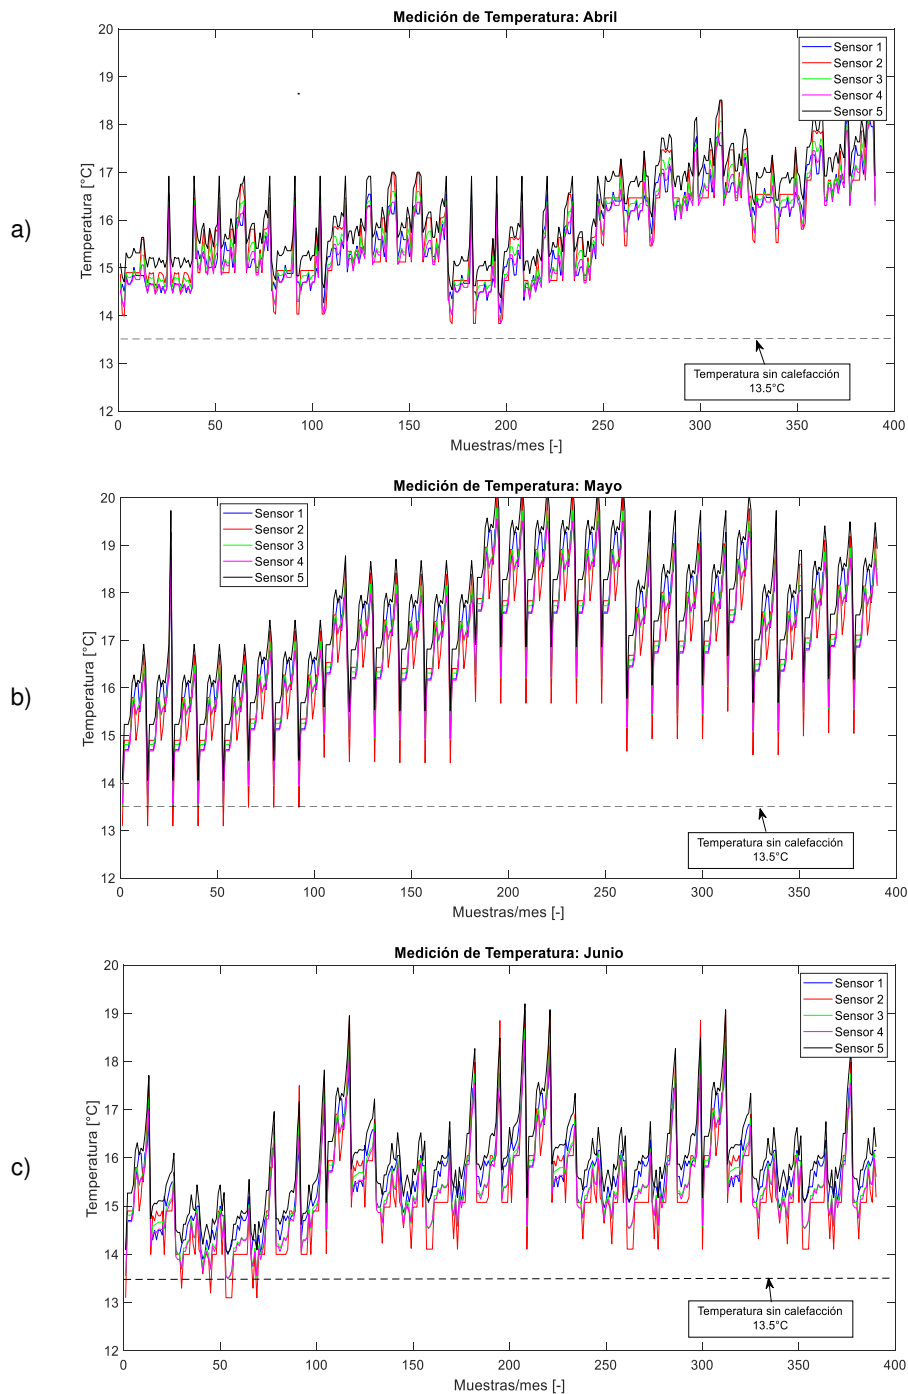 Medición de Temperatura: Abril
20
19
18
17
16
15
14
13
12
Temperatura [°C]
a)
Sensor 1
Sensor 2
Sensor 3
Sensor 4
Sensor 5
Temperatura sin calefacción
13.5°C
0 50 100 150 200 250 300 350 400
Muestras/mes [-]
Medición de Temperatura: Mayo
20
19
18
17
16
15
14
13
12
Temperatura [°C]
b)
Sensor 1
Sensor 2
Sensor 3
Sensor 4
Sensor 5
Temperatura sin calefacción
13.5°C
0 50 100 150 200 250 300 350 400
Muestras/mes [-]
Medición de Temperatura: Junio
20
19
18
17
16
15
14
13
12
Temperatura [°C]
c)
Sensor 1
Sensor 2
Sensor 3
Sensor 4
Sensor 5
Temperatura sin calefacción
13.5°C
0 50 100 150 200 250 300 350 400
Muestras/mes [-]